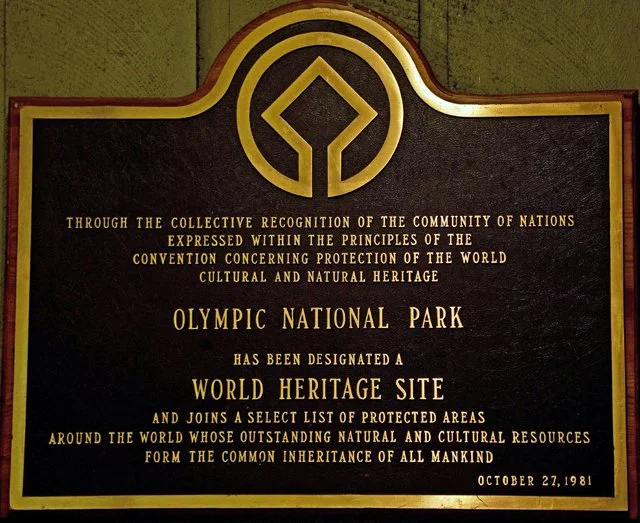 THROUGH THE COLLECTIVE RECOGNITION OF THE COMMUNITY OF NATIONS
EXPRESSED WITHIN THE PRINCIPLES OF THE
CONVENTION CONCERNING PROTECTION OF THE WORLD
CULTURAL AND NATURAL HERITAGE
OLYMPIC NATIONAL PARK
HAS BEEN DESIGNATED A
WORLD HERITAGE SITE
AND JOINS A SELECT LIST OF PROTECTED AREAS
AROUND THE WORLD WHOSE OUTSTANDING NATURAL AND CULTURAL RESOURCES
FORM THE COMMON INHERITANCE OF ALL MANKIND
OCTOBER 27, 1981